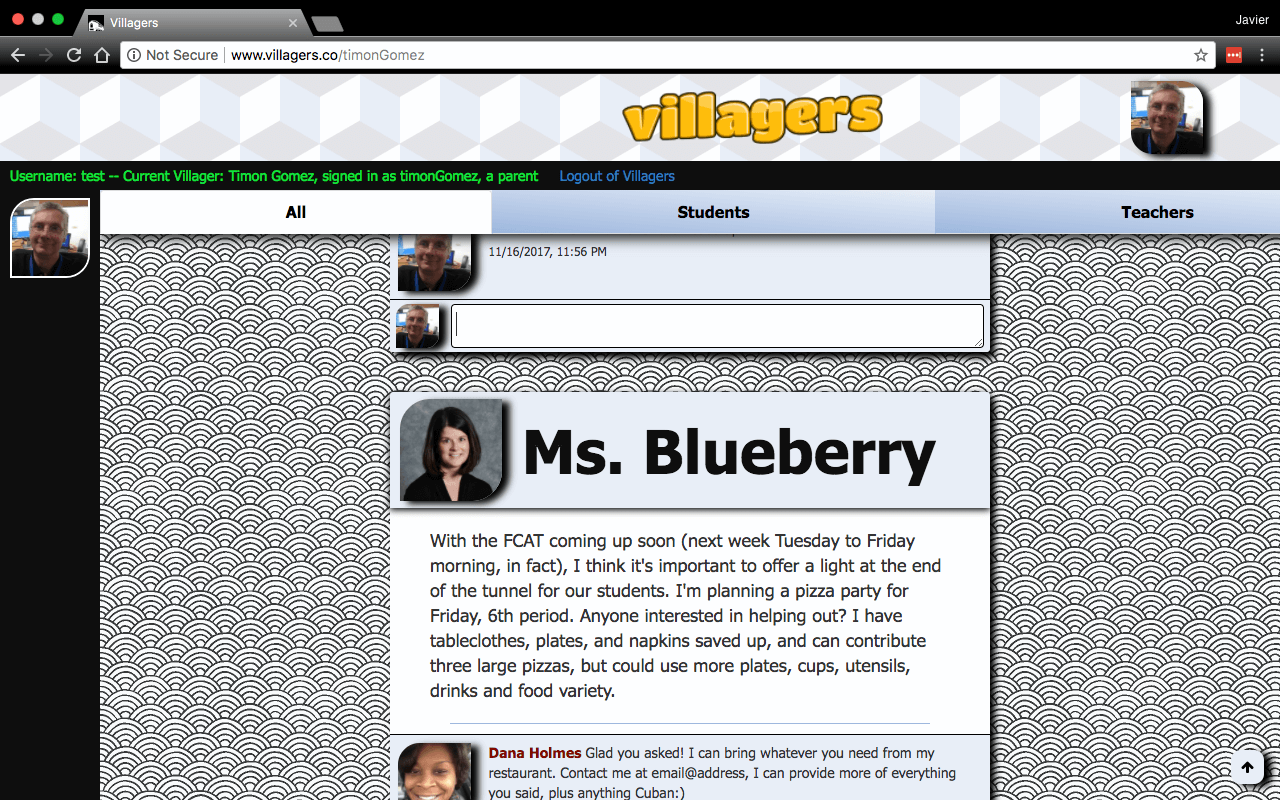 Villagers
Javier
Not Secure www.villagers.co/timonGomez
villagers
Username: test -- Current Villager: Timon Gomez, signed in as timonGomez, a parent Logout of Villagers
All Students Teachers
11/16/2017, 11:56 PM
Ms. Blueberry
With the FCAT coming up soon (next week Tuesday to Friday
morning, in fact), I think it's important to offer a light at the end
of the tunnel for our students. I'm planning a pizza party for
Friday, 6th period. Anyone interested in helping out? I have
tableclothes, plates, and napkins saved up, and can contribute
three large pizzas, but could use more plates, cups, utensils,
drinks and food variety.
Dana Holmes Glad you asked! I can bring whatever you need from my
restaurant. Contact me at email@address, I can provide more of everything
you said, plus anything Cuban:)